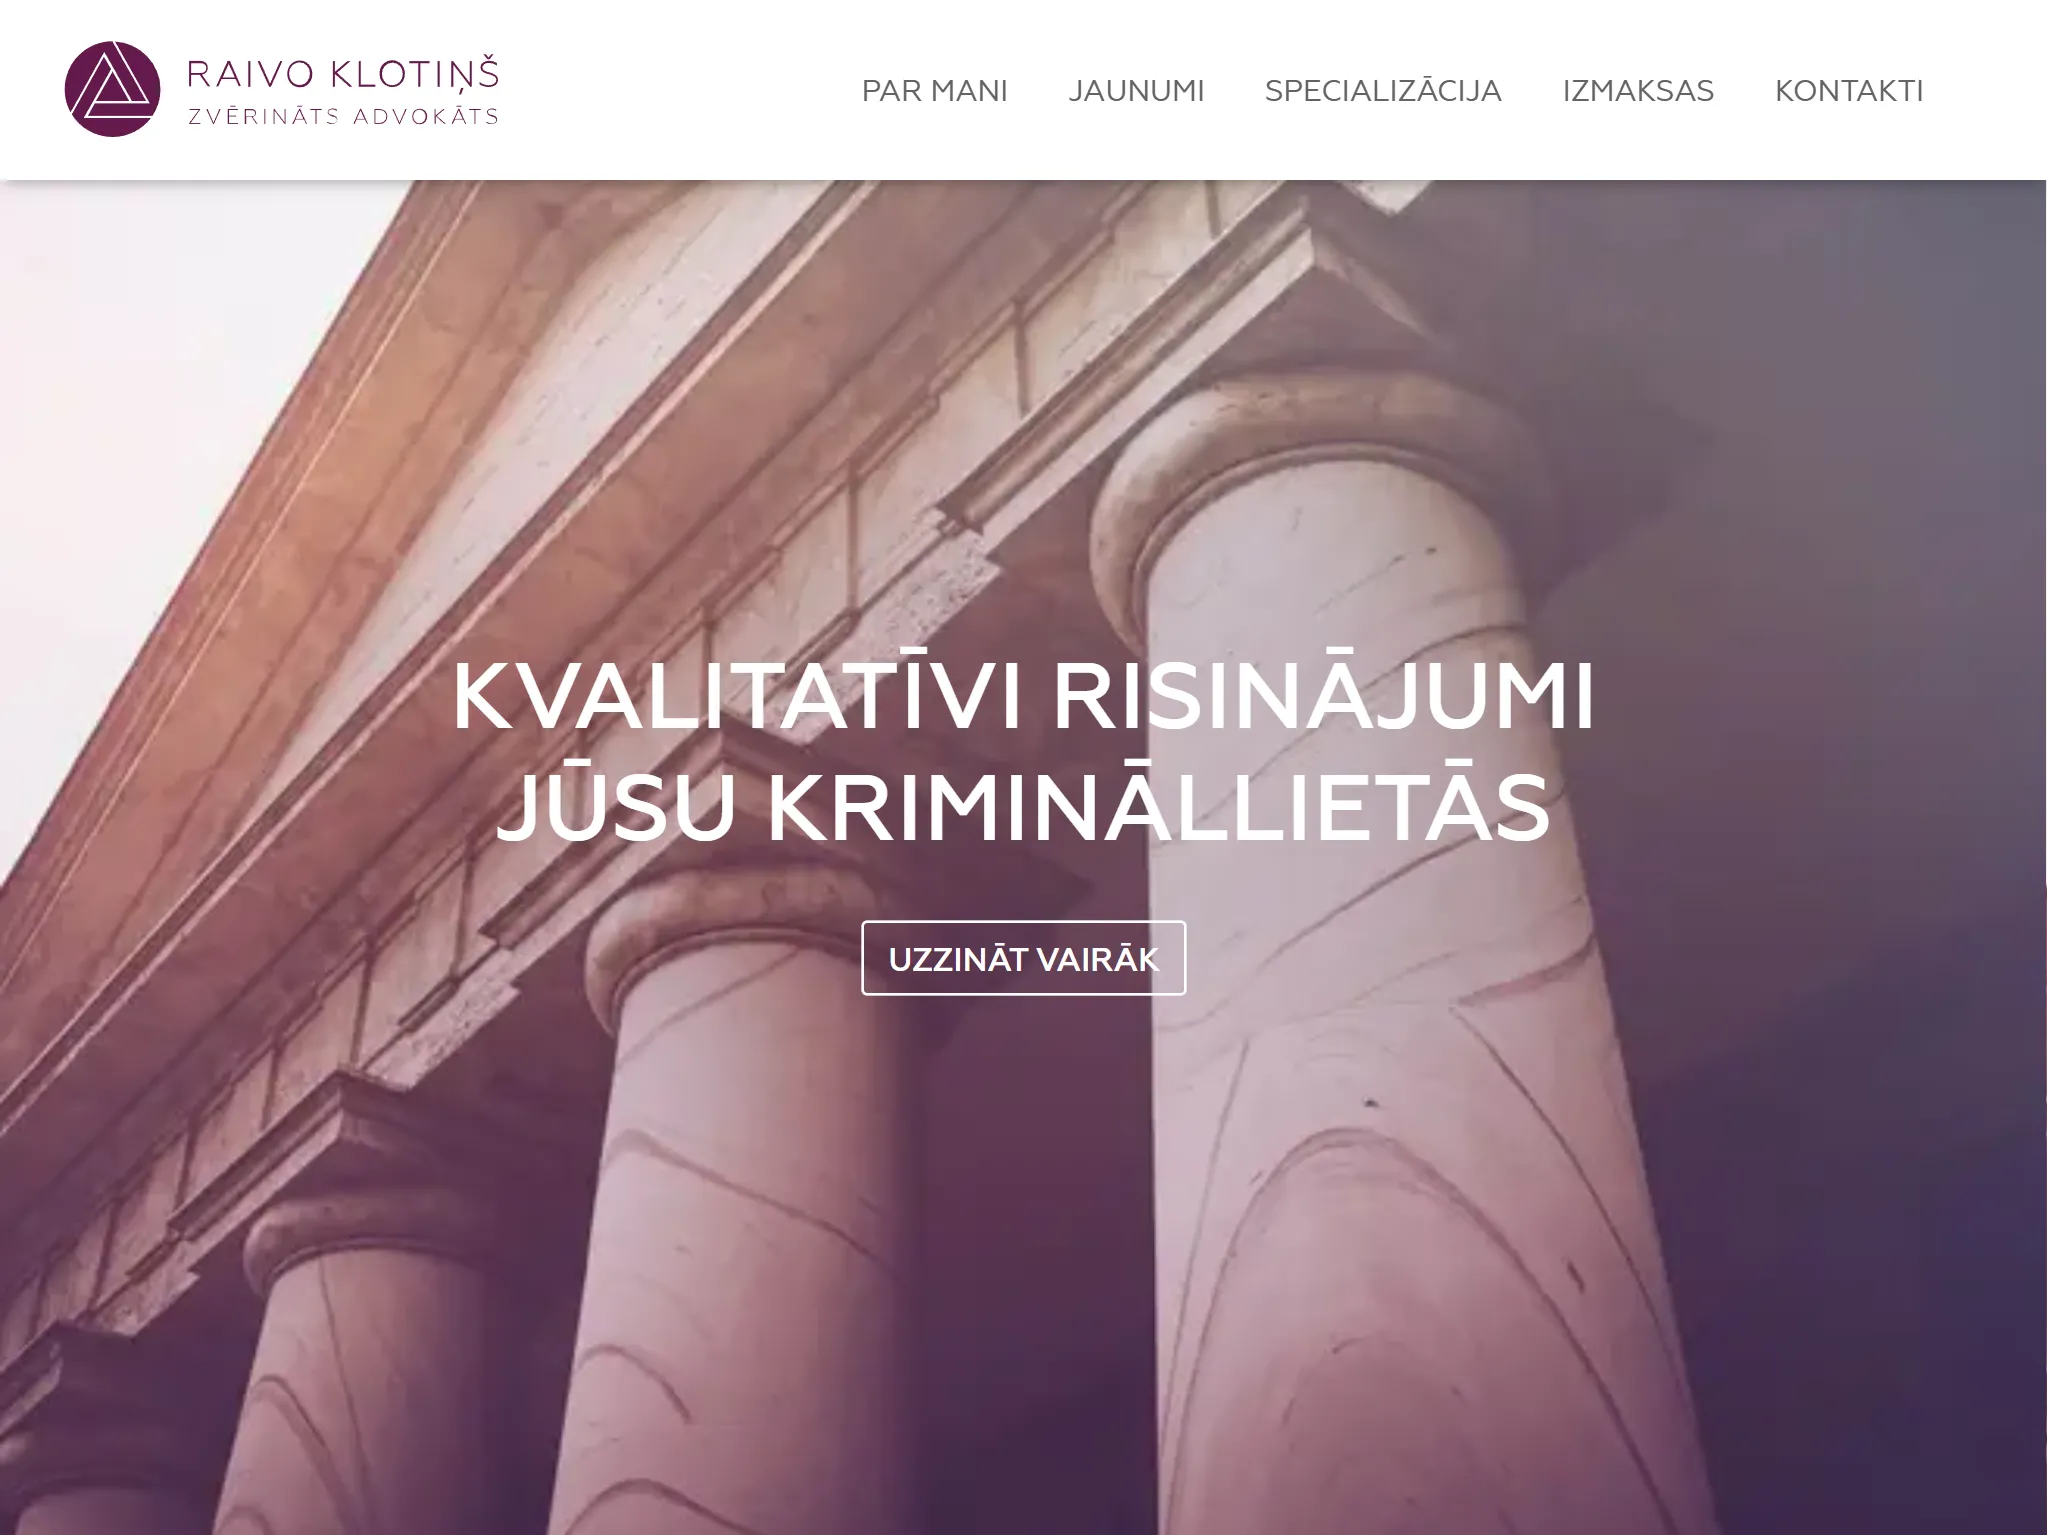 RAIVO KLOTIŅŠ
ZVĒRINĀTS ADVOKĀTS
PAR MANI
JAUNUMI
SPECIALIZĀCIJA
IZMAKSAS
KONTAKTI
KVALITATĪVI RISINĀJUMI
JŪSU KRIMINĀLLIETĀS
UZZINĀT VAIRĀK